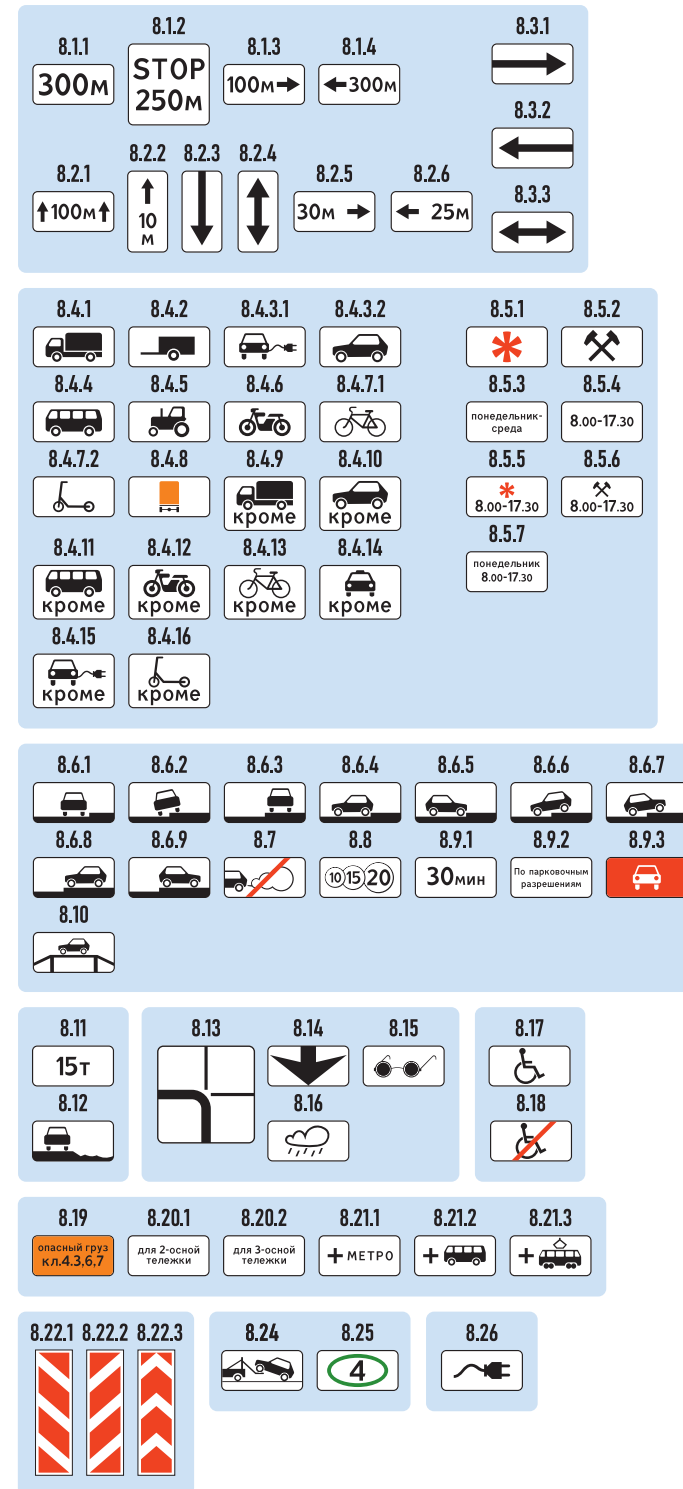 8.1.1
8.1.2
8.1.3
8.1.4
8.3.1
300м
STOP
250м
100м
300м
8.3.2
8.2.1
8.2.2
8.2.3
8.2.4
8.2.5
8.2.6
8.3.3
100м
10
м
30м
25м
8.4.1
8.4.2
8.4.3.1
8.4.3.2
8.5.1
8.5.2
8.4.4
8.4.5
8.4.6
8.4.7.1
8.5.3
8.5.4
понедельник-
среда
8.00-17.30
8.4.7.2
8.4.8
8.4.9
8.4.10
8.5.5
8.5.6
кроме
кроме
8.00-17.30
8.00-17.30
8.4.11
8.4.12
8.4.13
8.4.14
8.5.7
кроме
кроме
кроме
кроме
понедельник
8.00-17.30
8.4.15
8.4.16
кроме
кроме
8.6.1
8.6.2
8.6.3
8.6.4
8.6.5
8.6.6
8.6.7
8.6.8
8.6.9
8.7
8.8
8.9.1
8.9.2
8.9.3
10 15 20
30мин
По парковочным
разрешениям
8.10
8.11
8.13
8.14
8.15
8.17
15т
8.12
8.16
8.18
8.19
8.20.1
8.20.2
8.21.1
8.21.2
8.21.3
опасный груз
кл.4.3,6,7
для 2-осной
тележки
для 3-осной
тележки
+ МЕТРО
+
+
8.22.1
8.22.2
8.22.3
8.24
8.25
8.26
4